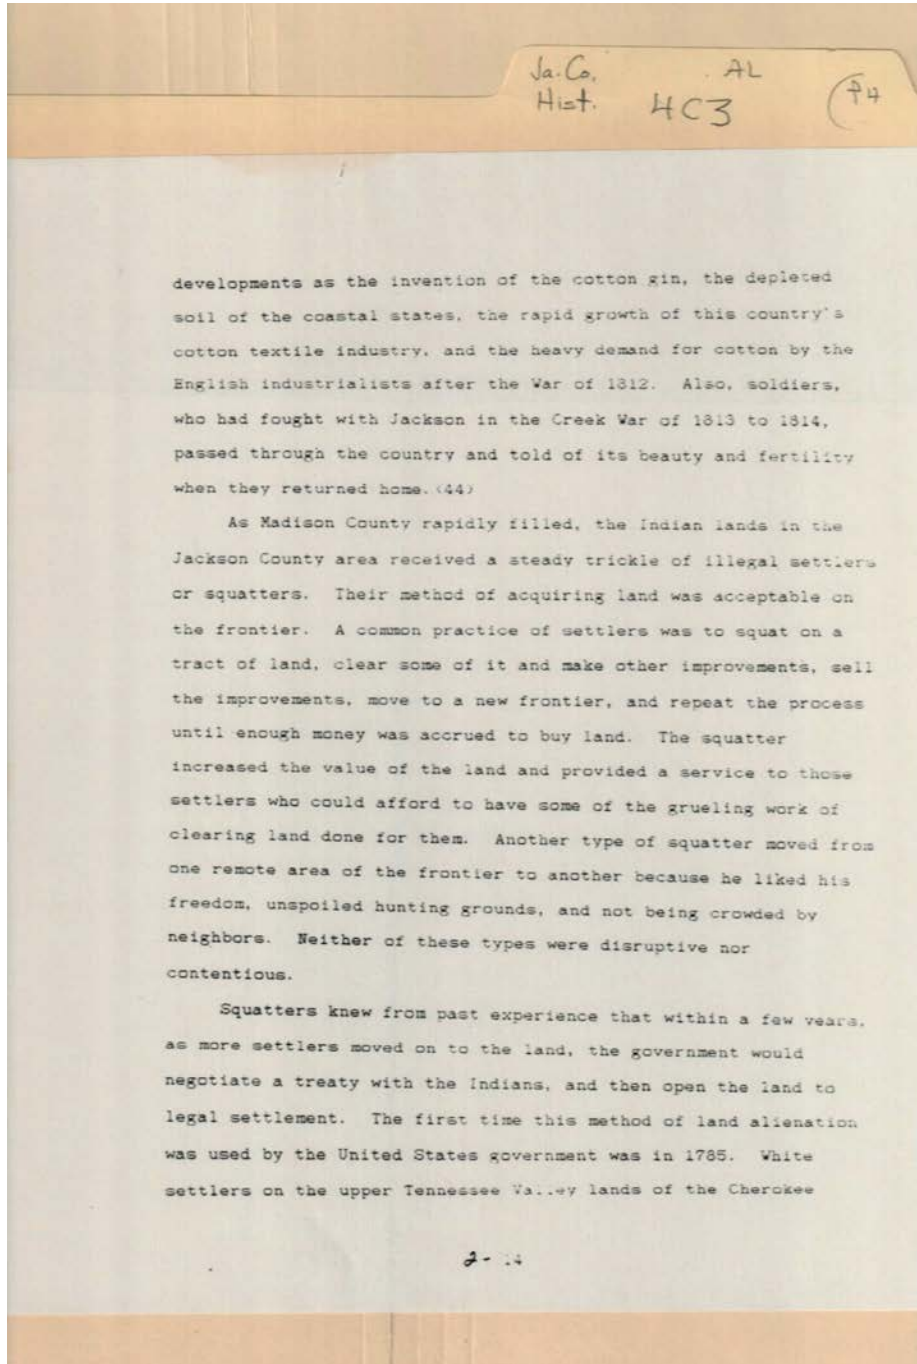 Ja. Co. AL
Hist. 4C3 P4
developments as the invention of the cotton gin, the depleted
soil of the coastal states, the rapid growth of this country's
cotton textile industry, and the heavy demand for cotton by the
English industrialists after the War of 1812. Also, soldiers,
who had fought with Jackson in the Creek War of 1813 to 1814,
passed through the country and told of its beauty and fertility
when they returned home.(44)
As Madison County rapidly filled, the Indian lands in the
Jackson County area received a steady trickle of illegal settlers
or squatters. Their method of acquiring land was acceptable on
the frontier. A common practice of settlers was to squat on a
tract of land, clear some of it and make other improvements, sell
the improvements, move to a new frontier, and repeat the process
until enough money was accrued to buy land. The squatter
increased the value of the land and provided a service to those
settlers who could afford to have some of the grueling work of
clearing land done for them. Another type of squatter moved from
one remote area of the frontier to another because he liked his
freedom, unspoiled hunting grounds, and not being crowded by
neighbors. Neither of these types were disruptive nor
contentious.
Squatters knew from past experience that within a few years,
as more settlers moved on to the land, the government would
negotiate a treaty with the Indians, and then open the land to
legal settlement. The first time this method of land alienation
was used by the United States government was in 1785. White
settlers on the upper Tennessee Valley lands of the Cherokee
2- 14